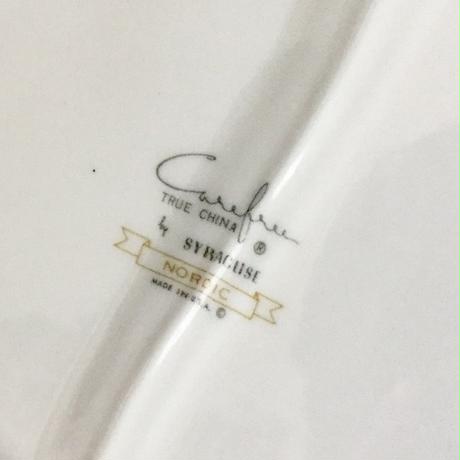 Carefree
TRUE CHINA ®
by SYRACUSE
NORDIC
MADE IN U.S.A. ©